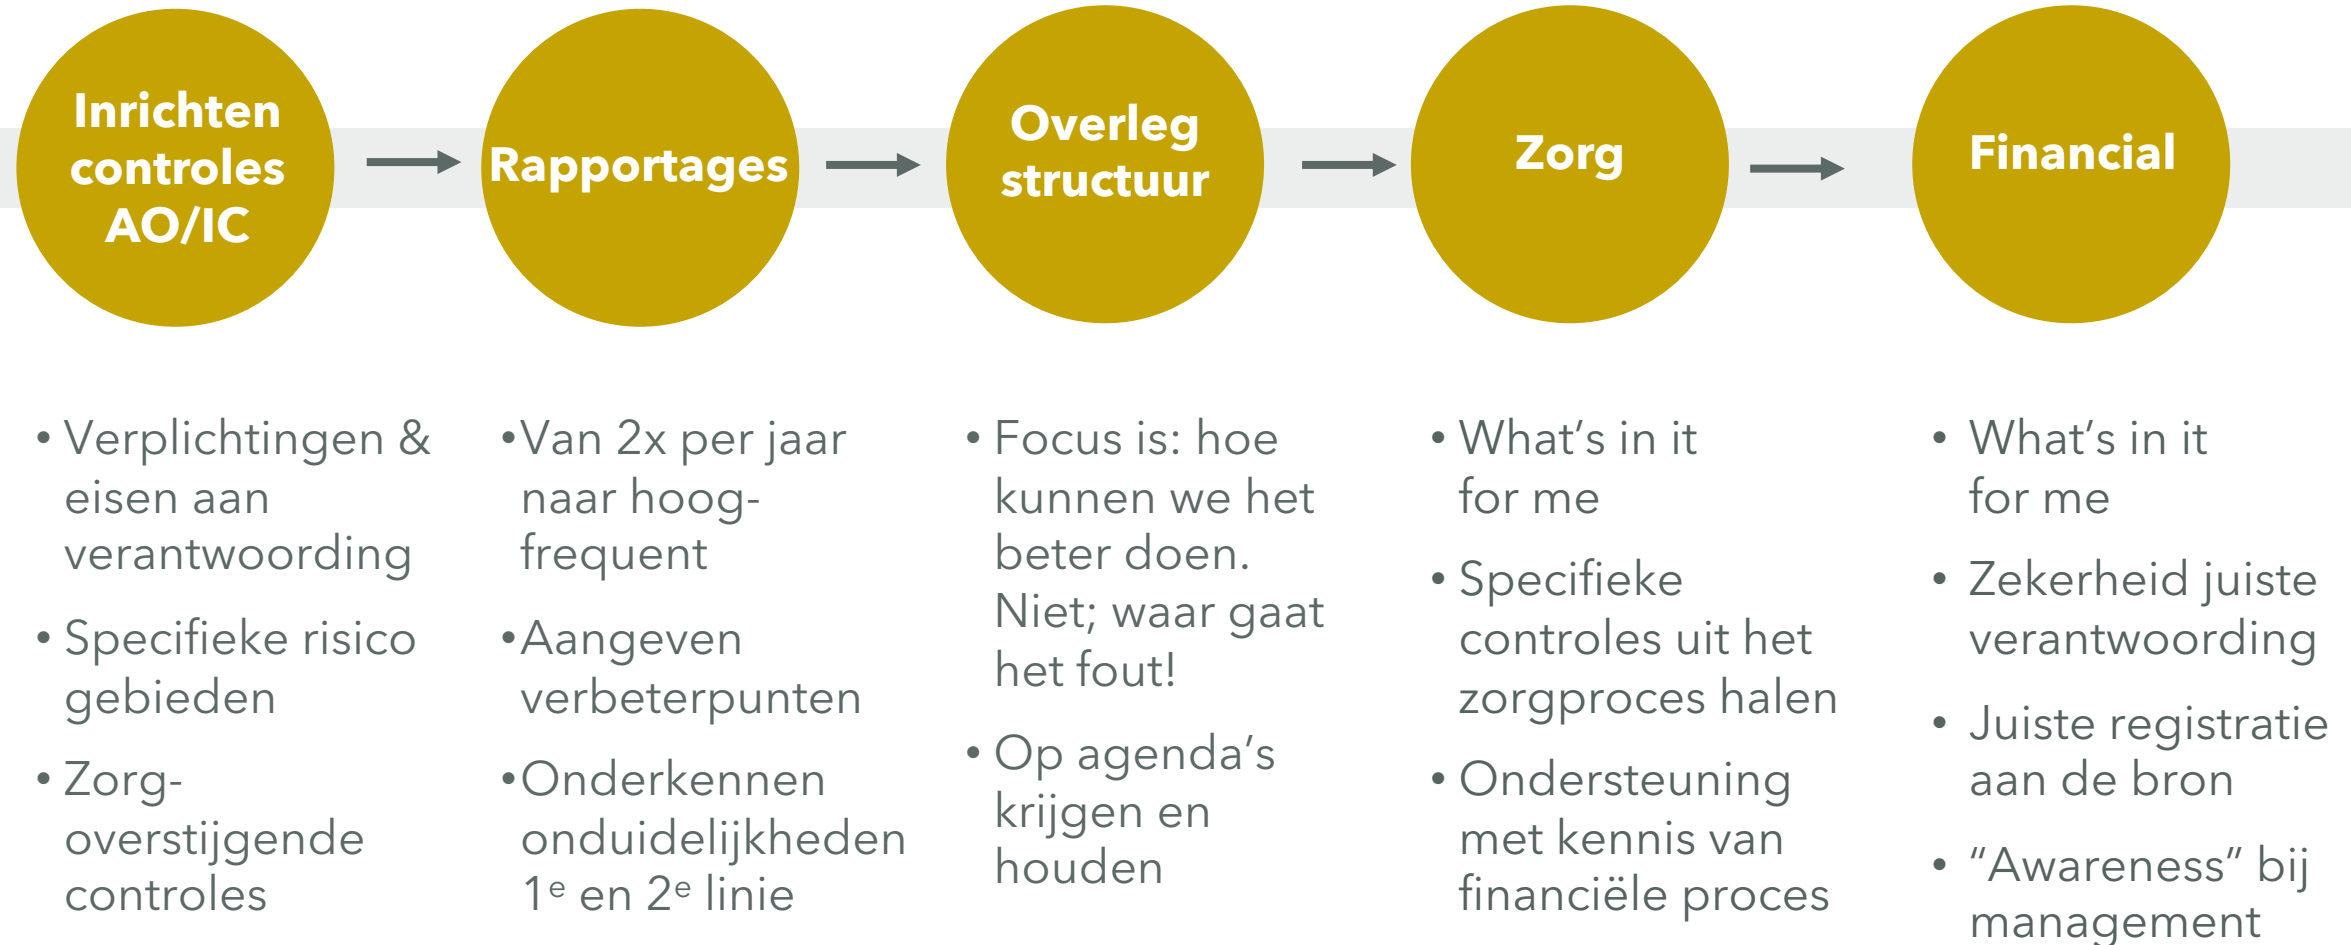 Inrichten
controles
AO/IC
Rapportages
Overleg
structuur
Zorg
Financial
• Verplichtingen &
eisen aan
verantwoording
• Specifieke risico
gebieden
• Zorg-
overstijgende
controles
•Van 2x per jaar
naar hoog-
frequent
•Aangeven
verbeterpunten
•Onderkennen
onduidelijkheden
1ᵉ en 2ᵉ linie
• Focus is: hoe
kunnen we het
beter doen.
Niet; waar gaat
het fout!
• Op agenda’s
krijgen en
houden
• What’s in it
for me
• Specifieke
controles uit het
zorgproces halen
• Ondersteuning
met kennis van
financiële proces
• What’s in it
for me
• Zekerheid juiste
verantwoording
• Juiste registratie
aan de bron
• “Awareness” bij
management